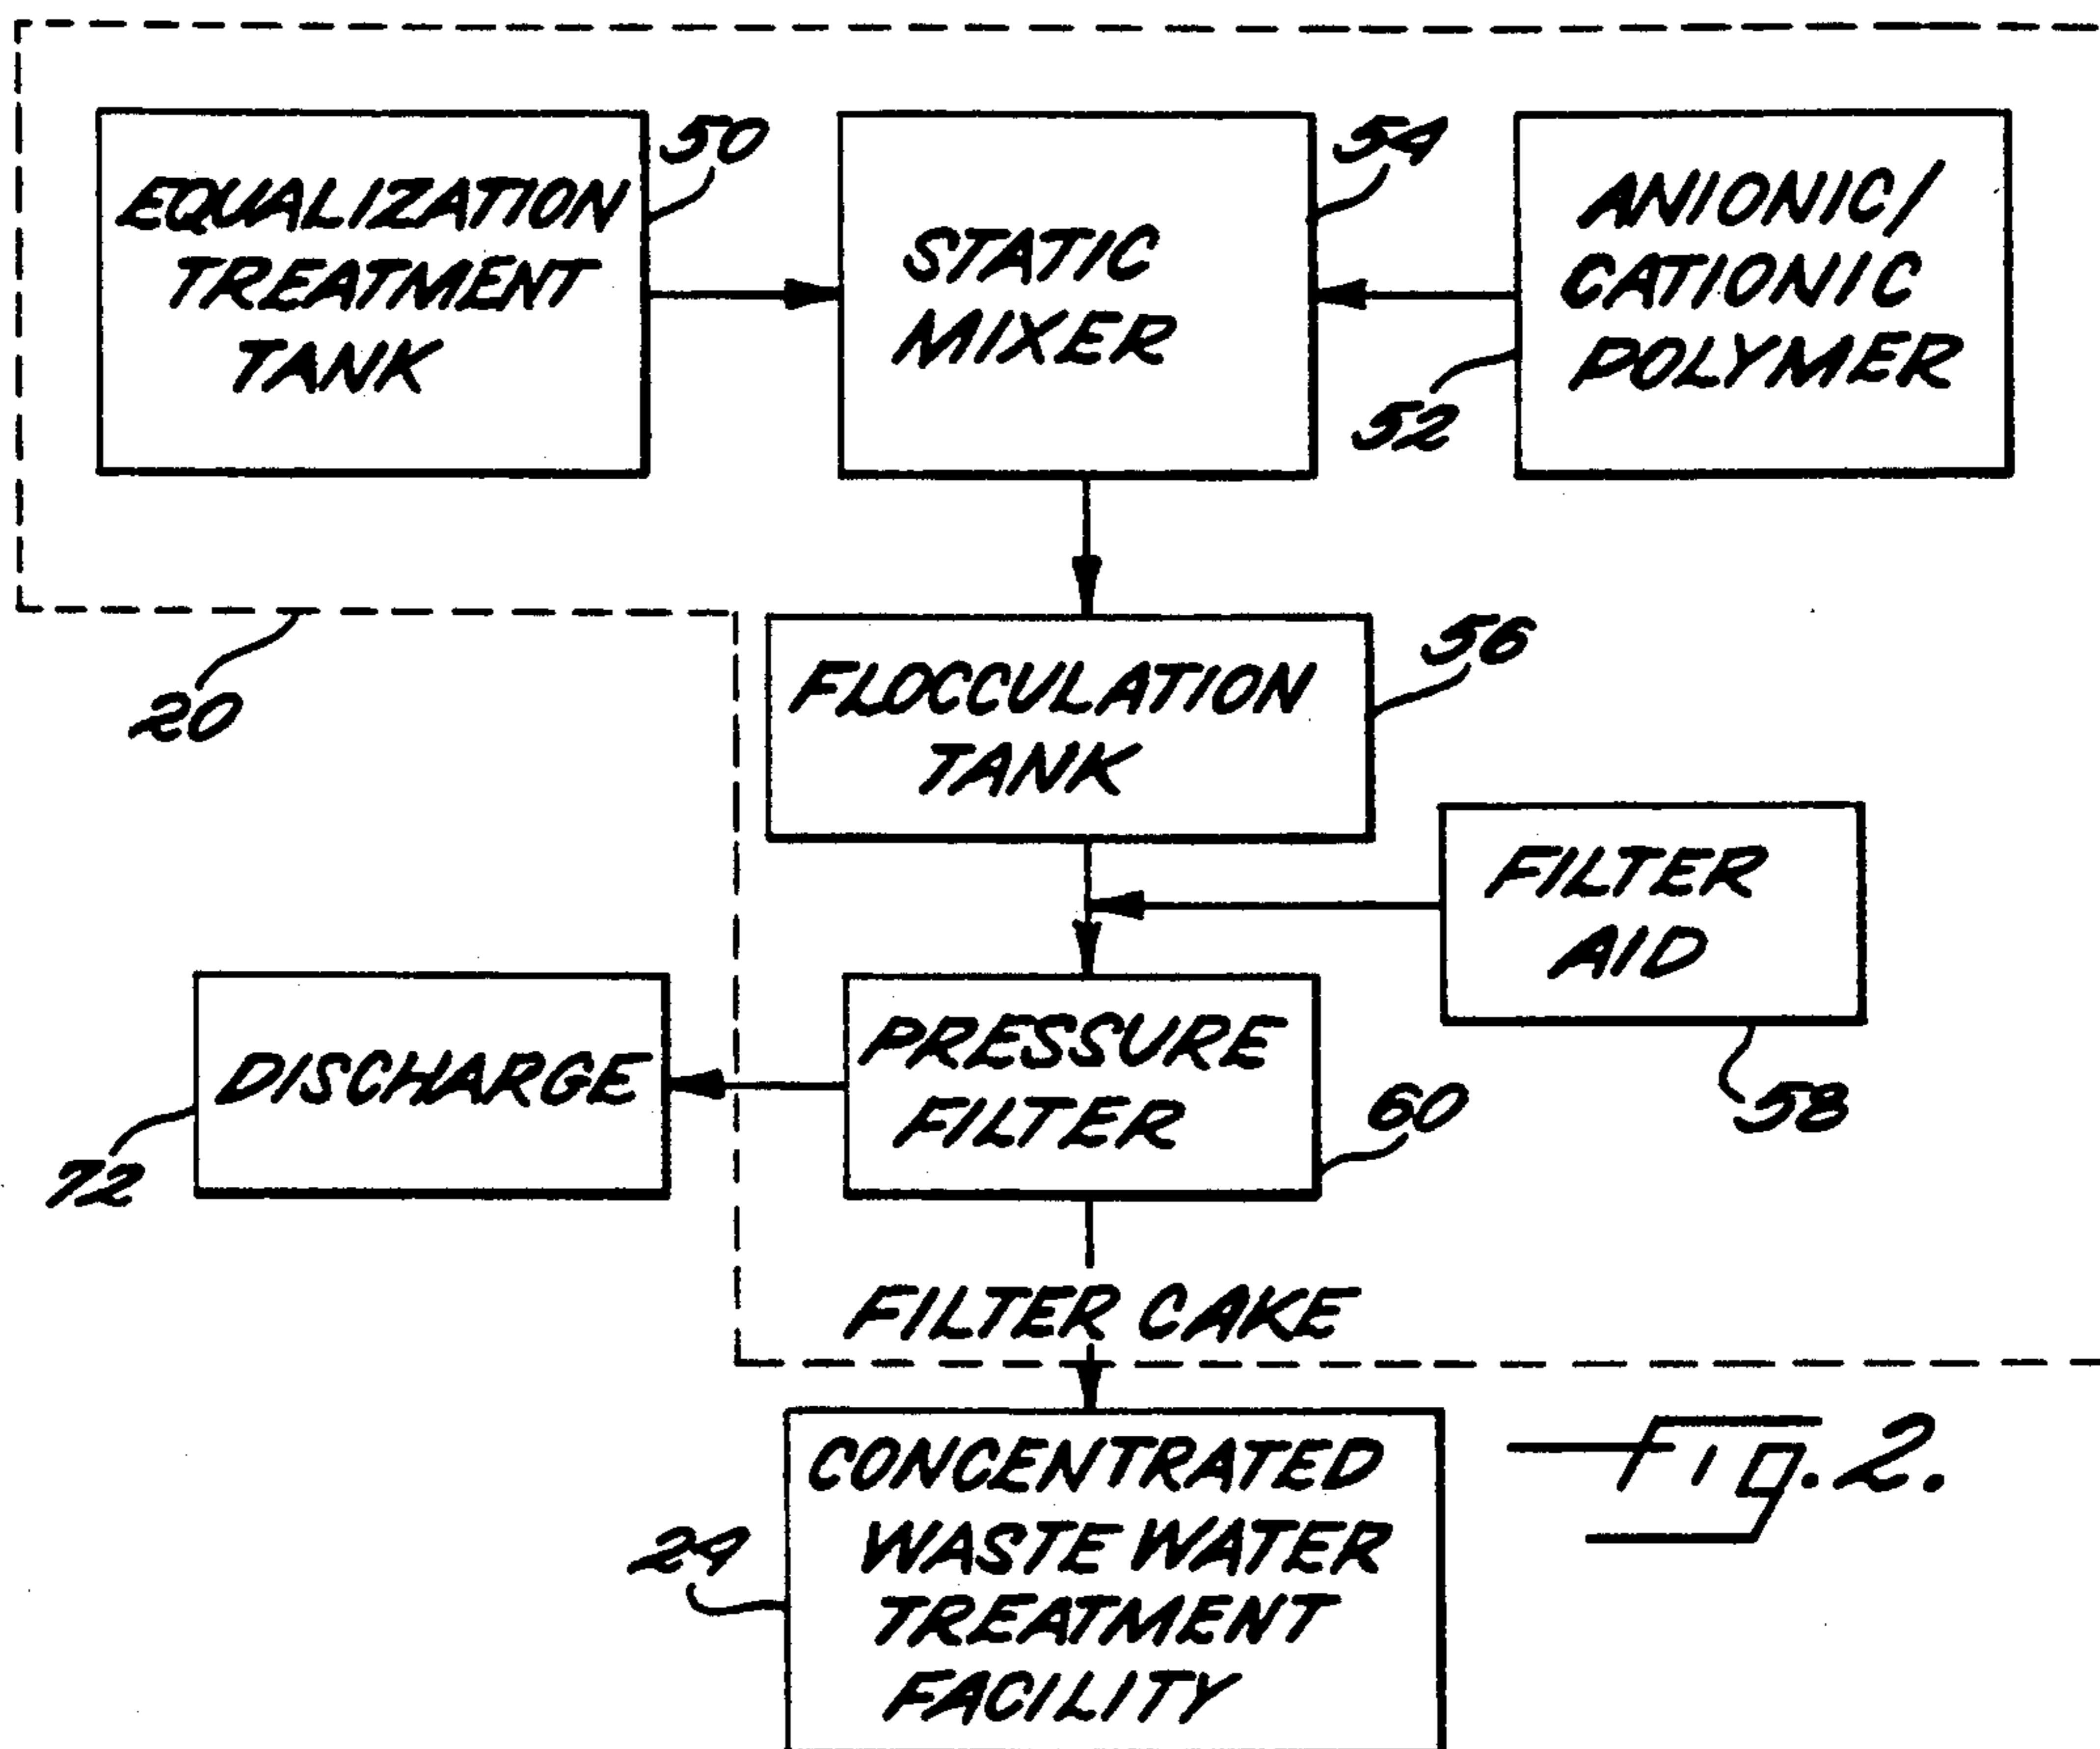 EQUALIZATION
TREATMENT
TANK
50
STATIC
MIXER
54
ANIONIC/
CATIONIC
POLYMER
52
20
FLOCCULATION
TANK
56
FILTER
AID
58
DISCHARGE
72
PRESSURE
FILTER
60
FILTER CAKE
CONCENTRATED
WASTE WATER
TREATMENT
FACILITY
24
Fig. 2.